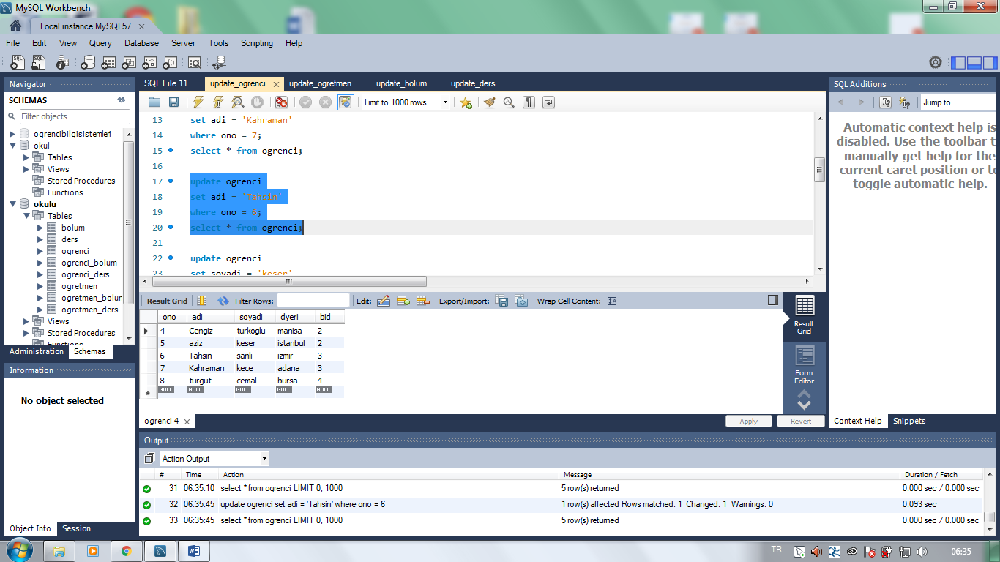 MySQL Workbench
Local instance MySQL57
File Edit View Query Database Server Tools Scripting Help
Navigator
SCHEMAS
Filter objects
ogrencibilgisistemleri
okul
Tables
Views
Stored Procedures
Functions
okulu
Tables
bolum
ders
ogrenci
ogrenci_bolum
ogrenci_ders
ogretmen
ogretmen_bolum
ogretmen_ders
Views
Stored Procedures
Functions
Administration Schemas
Information
No object selected
Object Info Session
SQL File 11 update_ogrenci update_ogretmen update_bolum update_ders
Limit to 1000 rows
13 set adi = 'Kahraman'
14 where ono = 7;
15 select * from ogrenci;
16
17 update ogrenci
18 set adi = 'Tahsin'
19 where ono = 6;
20 select * from ogrenci;
21
22 update ogrenci
23 set soyadi = 'keser'
Result Grid Filter Rows: Edit: Export/Import: Wrap Cell Content:
ono adi soyadi dyeri bid
4 Cengiz turkoglu manisa 2
5 aziz keser istanbul 2
6 Tahsin sanli izmir 3
7 Kahraman kece adana 3
8 turgut cemal bursa 4
NULL NULL NULL NULL NULL
Result Grid
Form Editor
ogrenci 4
Apply Revert
Output
Action Output
# Time Action Message Duration / Fetch
31 06:35:10 select * from ogrenci LIMIT 0, 1000 5 row(s) returned 0.000 sec / 0.000 sec
32 06:35:45 update ogrenci set adi = 'Tahsin' where ono = 6 1 row(s) affected Rows matched: 1 Changed: 1 Warnings: 0 0.093 sec
33 06:35:45 select * from ogrenci LIMIT 0, 1000 5 row(s) returned 0.000 sec / 0.000 sec
SQL Additions
Jump to
Automatic context help is
disabled. Use the toolbar t
manually get help for the
current caret position or to
toggle automatic help.
Context Help Snippets
TR
06:35